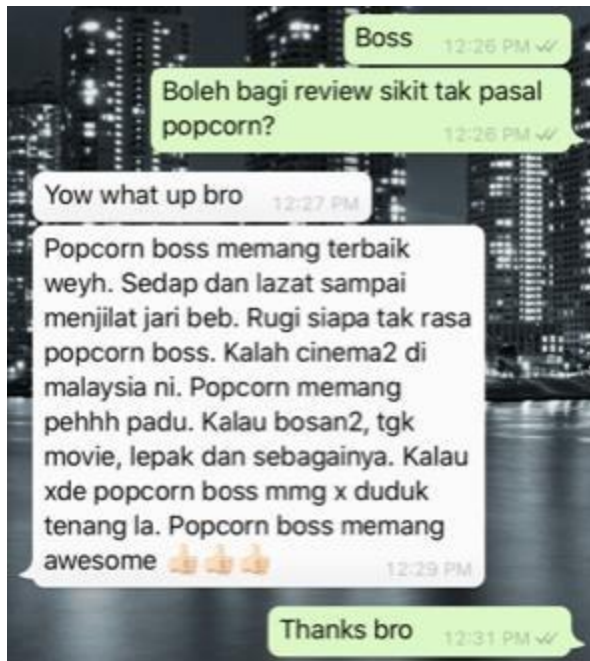 Boss 12:26 PM
Boleh bagi review sikit tak pasal
popcorn? 12:26 PM
Yow what up bro 12:27 PM
Popcorn boss memang terbaik
weyh. Sedap dan lazat sampai
menjilat jari beb. Rugi siapa tak rasa
popcorn boss. Kalah cinema2 di
malaysia ni. Popcorn memang
pehhh padu. Kalau bosan2, tgk
movie, lepak dan sebagainya. Kalau
xde popcorn boss mmg x duduk
tenang la. Popcorn boss memang
awesome 👍🏻👍🏻👍🏻 12:29 PM
Thanks bro 12:31 PM